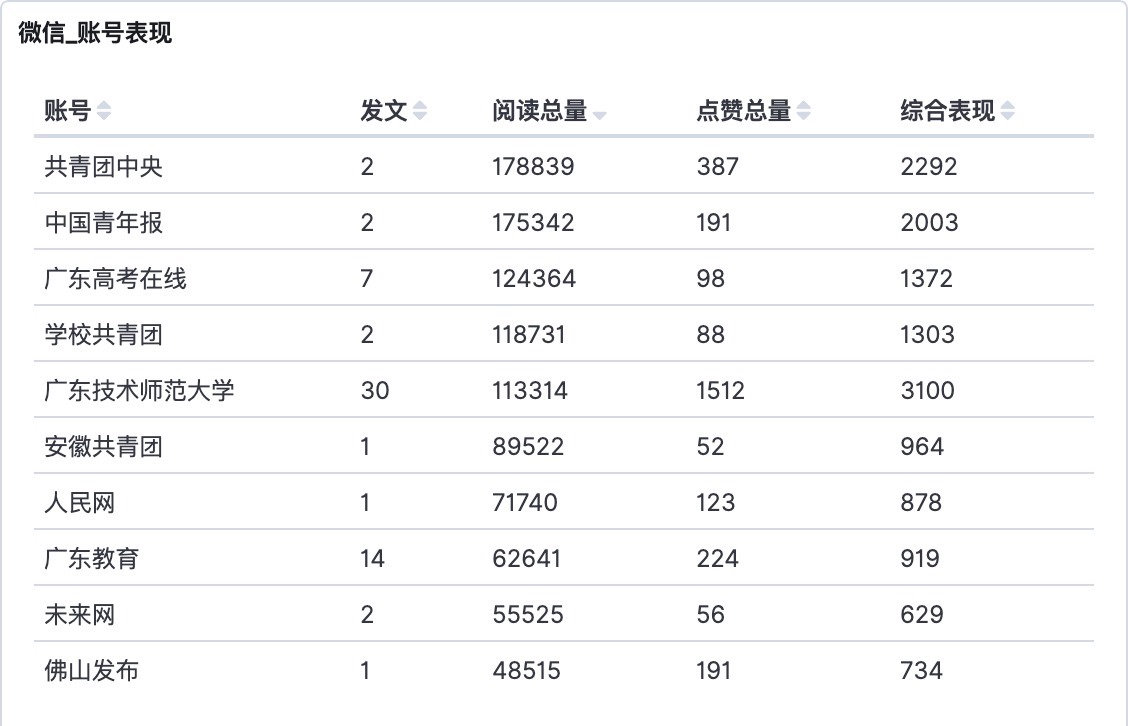 微信_账号表现
账号 发文 阅读总量 点赞总量 综合表现
共青团中央 2 178839 387 2292
中国青年报 2 175342 191 2003
广东高考在线 7 124364 98 1372
学校共青团 2 118731 88 1303
广东技术师范大学 30 113314 1512 3100
安徽共青团 1 89522 52 964
人民网 1 71740 123 878
广东教育 14 62641 224 919
未来网 2 55525 56 629
佛山发布 1 48515 191 734